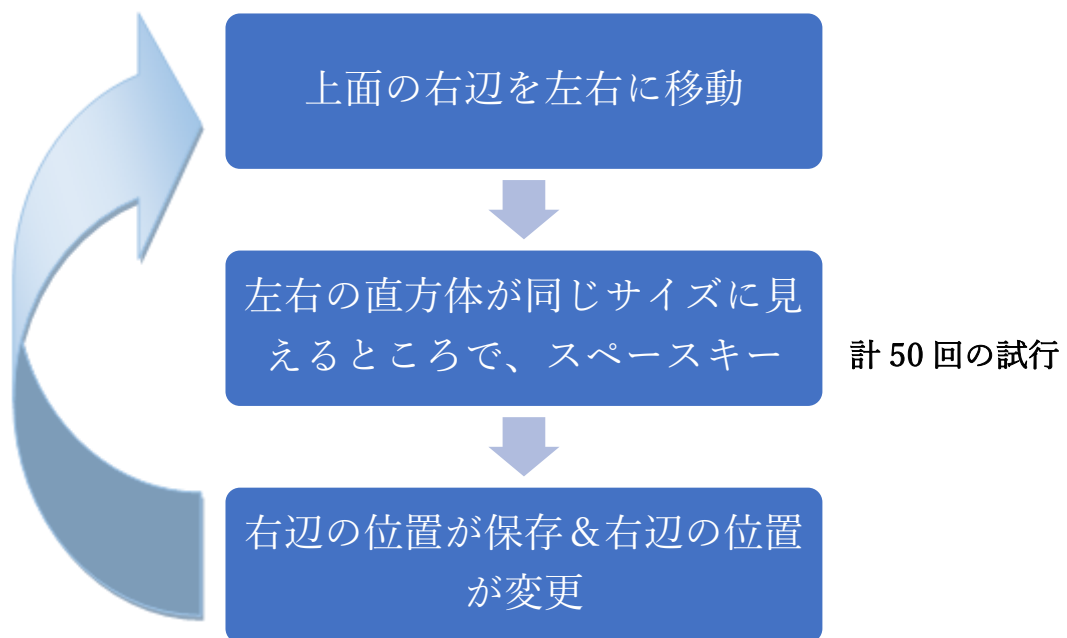 上面の右辺を左右に移動
左右の直方体が同じサイズに見
えるところで、スペースキー
計 50 回の試行
右辺の位置が保存＆右辺の位置
が変更